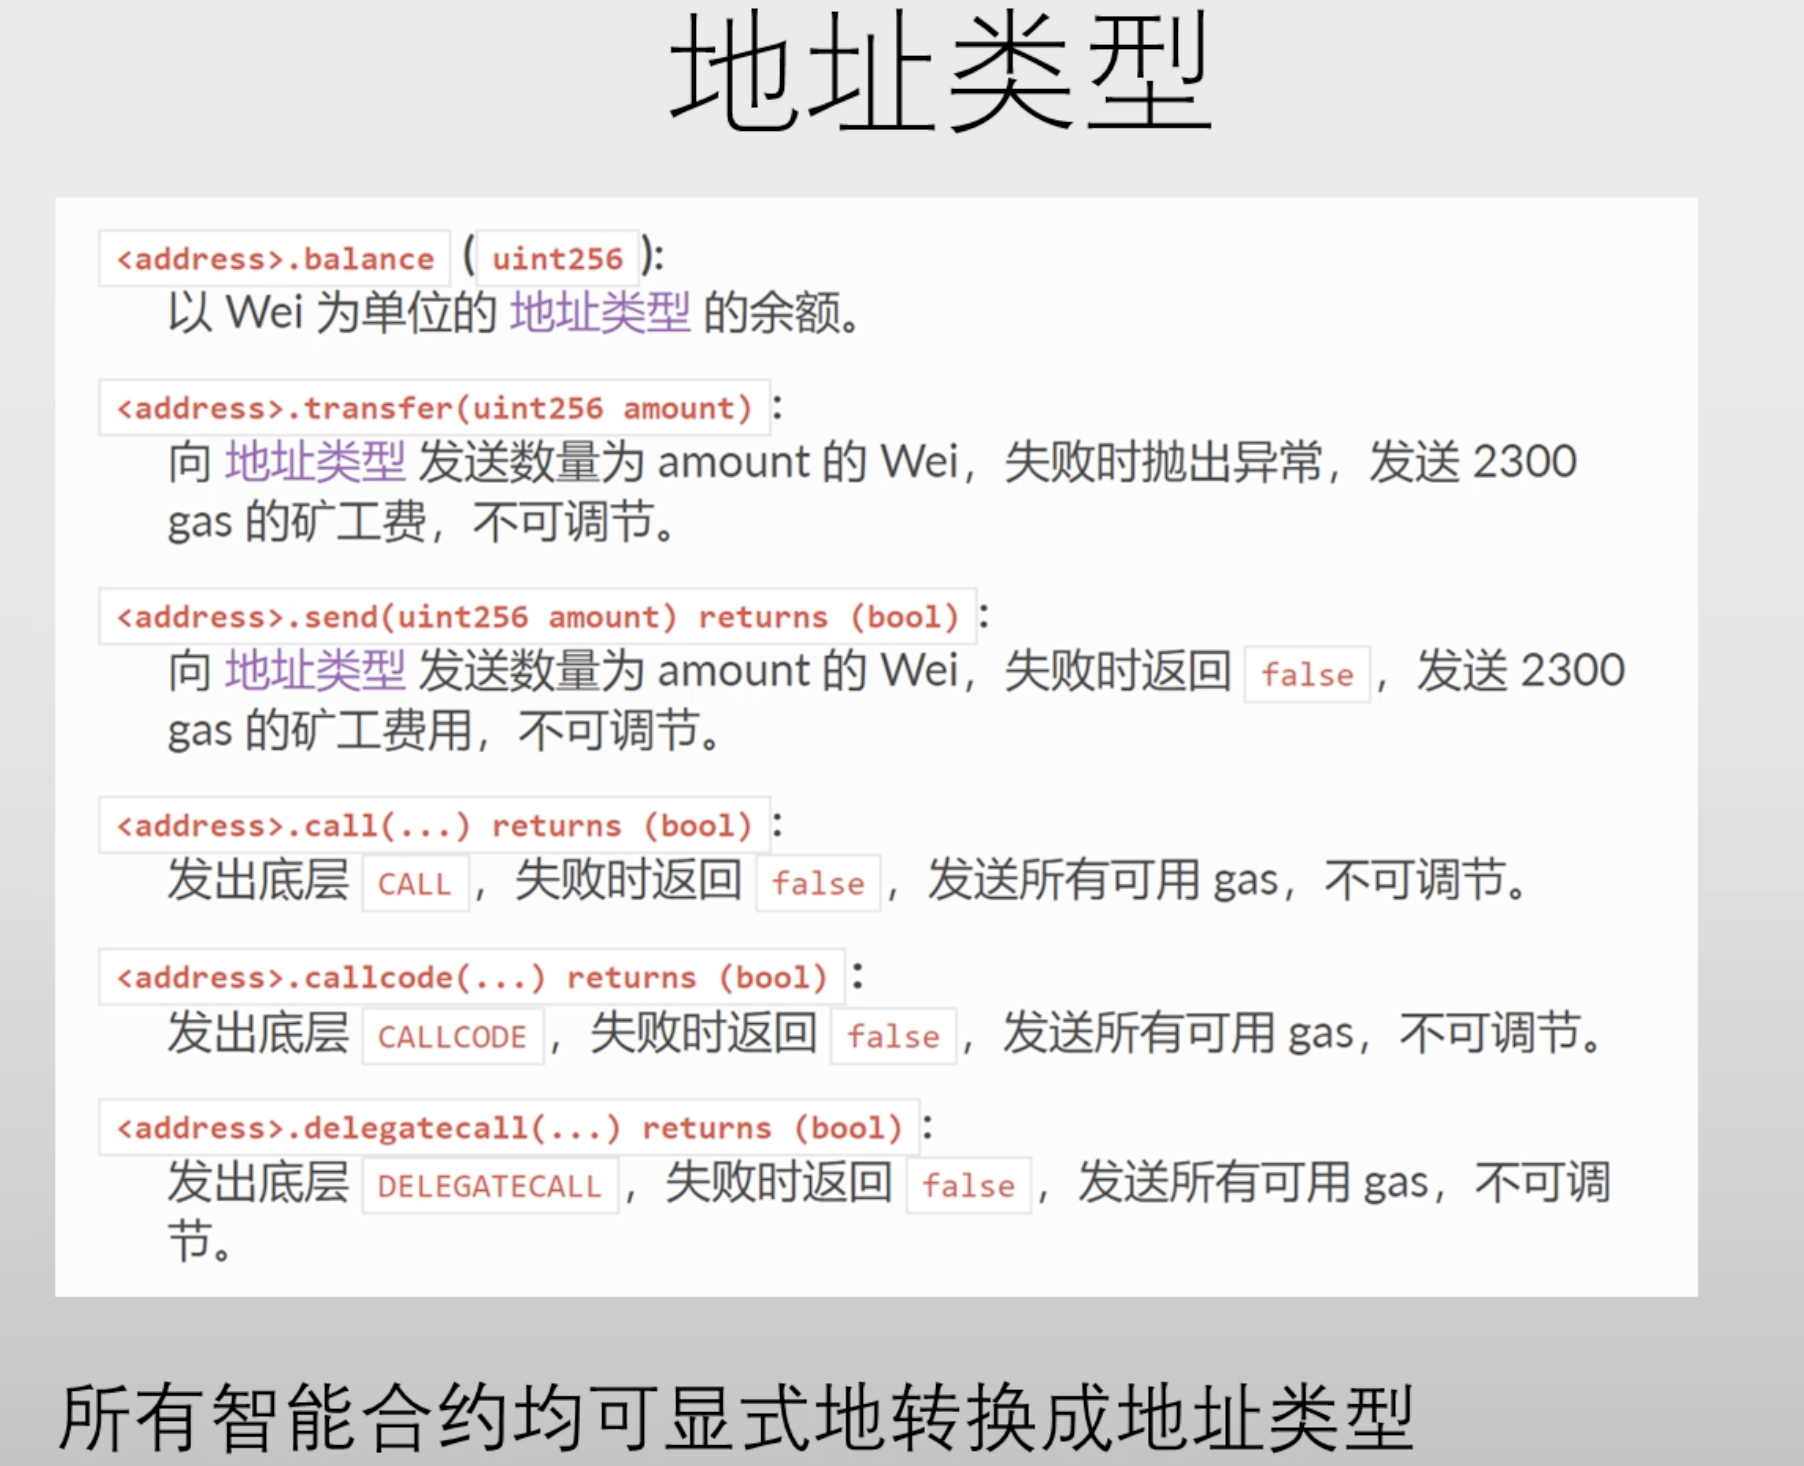 地址类型
<address>.balance (uint256):
以 Wei 为单位的 地址类型 的余额。
<address>.transfer(uint256 amount):
向 地址类型 发送数量为 amount 的 Wei，失败时抛出异常，发送 2300
gas 的矿工费，不可调节。
<address>.send(uint256 amount) returns (bool):
向 地址类型 发送数量为 amount 的 Wei，失败时返回 false，发送 2300
gas 的矿工费用，不可调节。
<address>.call(...) returns (bool):
发出底层 CALL，失败时返回 false，发送所有可用 gas，不可调节。
<address>.callcode(...) returns (bool)：
发出底层 CALLCODE，失败时返回 false，发送所有可用 gas，不可调节。
<address>.delegatecall(...) returns (bool):
发出底层 DELEGATECALL，失败时返回 false，发送所有可用 gas，不可调
节。
所有智能合约均可显式地转换成地址类型